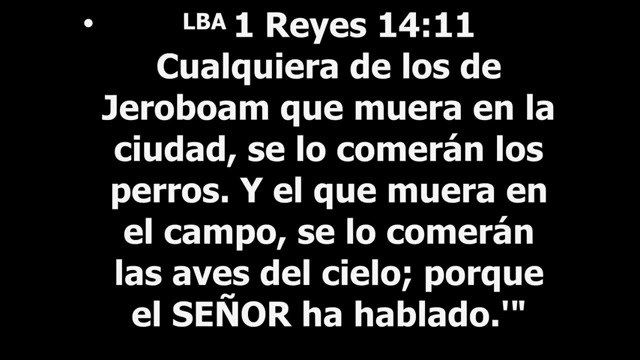 • LBA 1 Reyes 14:11
Cualquiera de los de
Jeroboam que muera en la
ciudad, se lo comerán los
perros. Y el que muera en
el campo, se lo comerán
las aves del cielo; porque
el SEÑOR ha hablado.'"